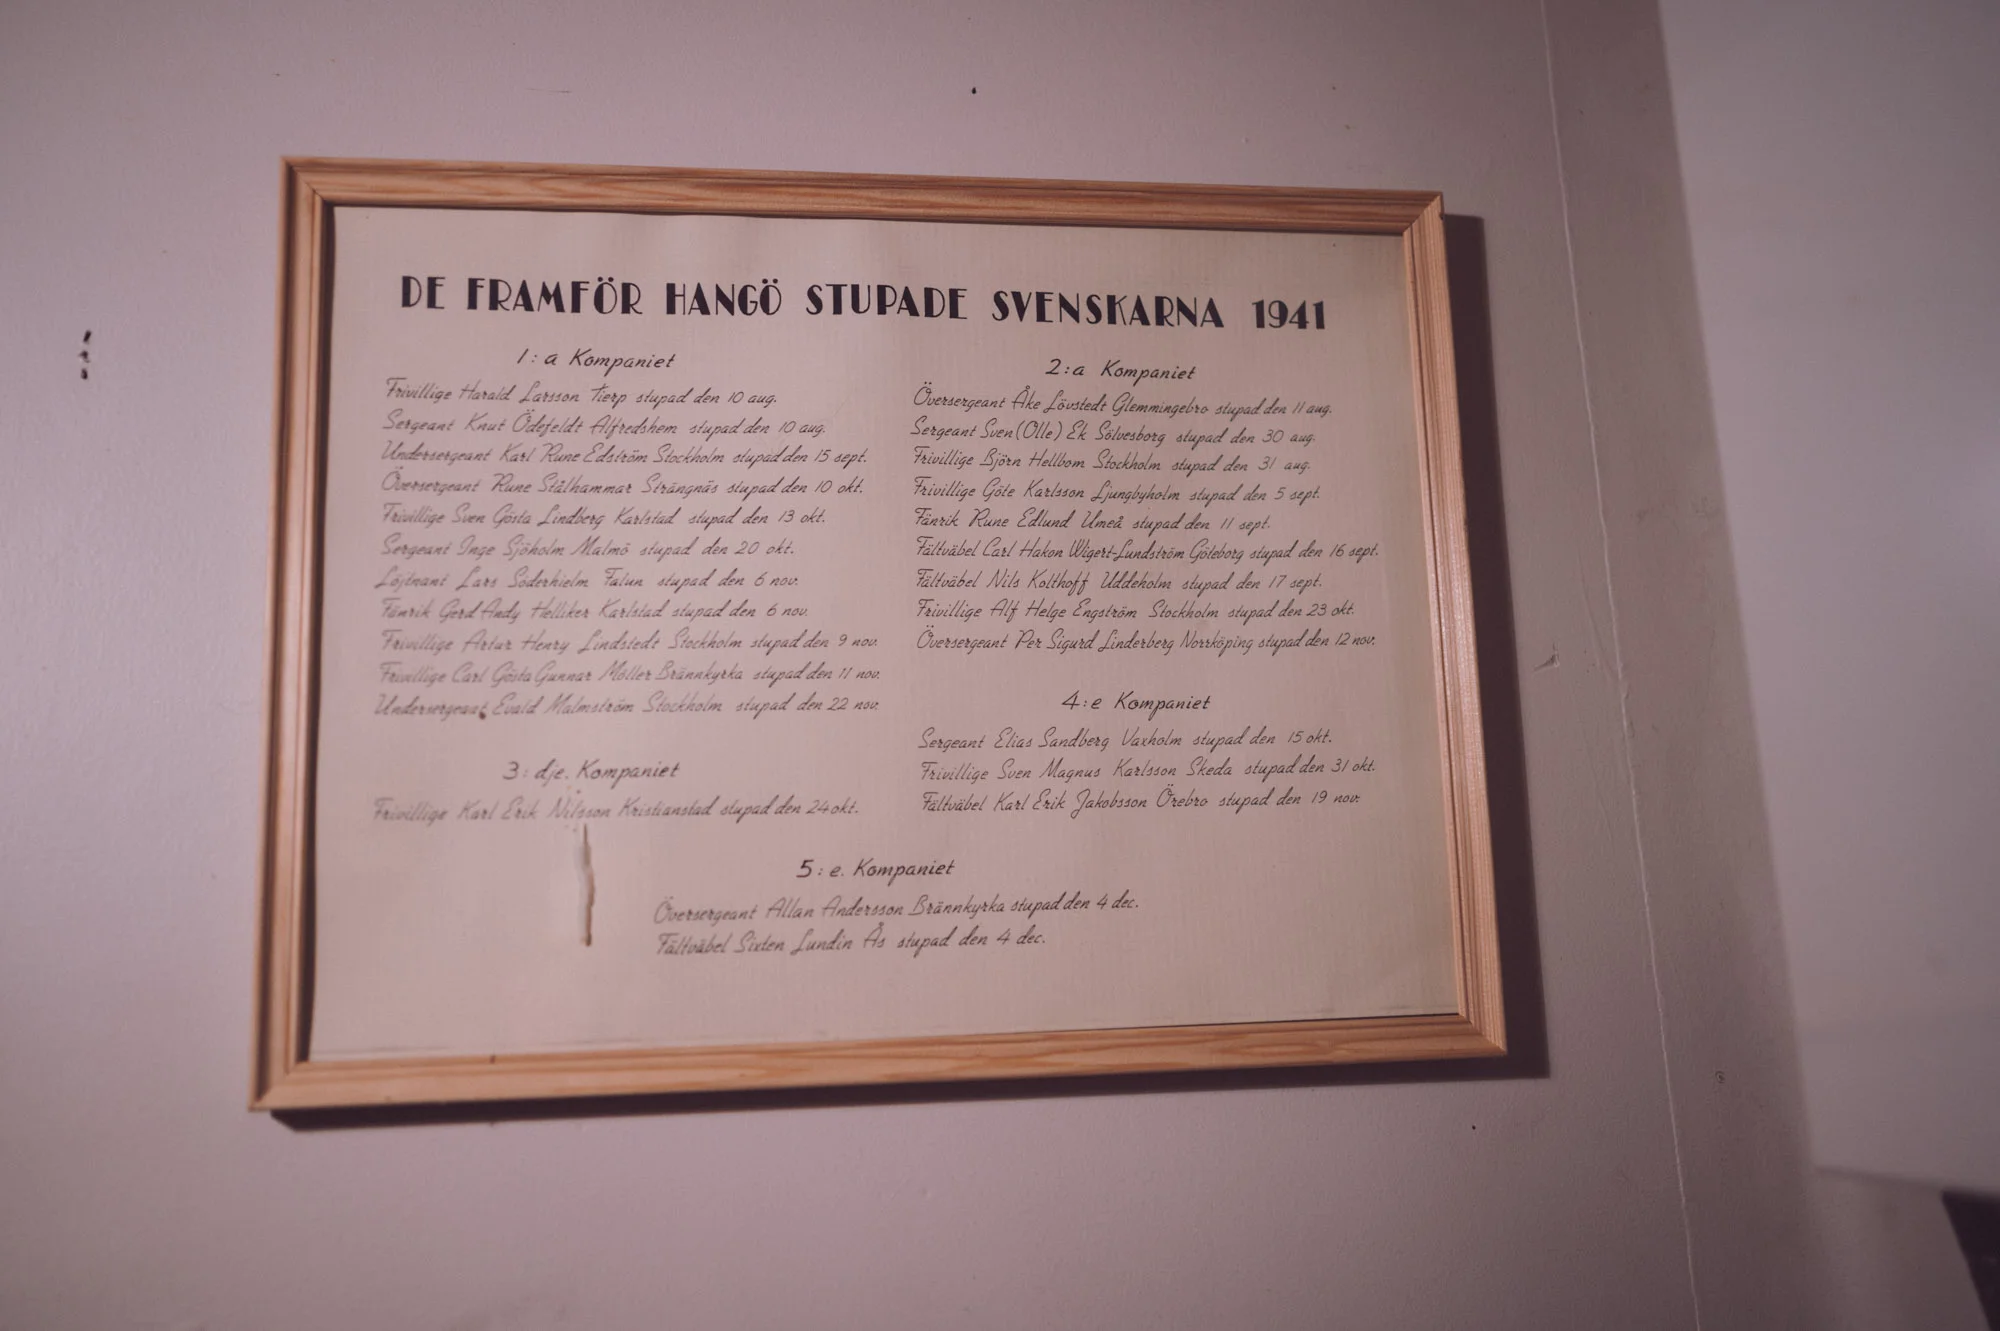 DE FRAMFÖR HANGÖ STUPADE SVENSKARNA 1941
1:a Kompaniet
Frivillige Harald Larsson Tierp stupad den 10 aug.
Sergeant Knut Ödefeldt Alfredshem stupad den 10 aug.
Undersergeant Karl Rune Edström Stockholm stupad den 15 sept.
Översergeant Rune Stålhammar Strängnäs stupad den 10 okt.
Frivillige Sven Gösta Lindberg Karlstad stupad den 13 okt.
Sergeant Inge Sjöholm Malmö stupad den 20 okt.
Löjtnant Lars Söderhielm Falun stupad den 6 nov.
Fänrik Gerd Andy Helliker Karlstad stupad den 6 nov.
Frivillige Artur Henry Lindstedt Stockholm stupad den 9 nov.
Frivillige Carl Gösta Gunnar Möller Brännkyrka stupad den 11 nov.
Undersergeant Evald Malmström Stockholm stupad den 22 nov.
3:dje. Kompaniet
Frivillige Karl Erik Nilsson Kristianstad stupad den 24 okt.
2:a Kompaniet
Översergeant Åke Lövstedt Glemmingebro stupad den 11 aug.
Sergeant Sven (Olle) Ek Sölvesborg stupad den 30 aug.
Frivillige Björn Hellbom Stockholm stupad den 31 aug.
Frivillige Göte Karlsson Ljungbyholm stupad den 5 sept.
Fänrik Rune Edlund Umeå stupad den 11 sept.
Fältväbel Carl Hakon Wigert-Lundström Göteborg stupad den 16 sept.
Fältväbel Nils Kolthoff Uddeholm stupad den 17 sept.
Frivillige Alf Helge Engström Stockholm stupad den 23 okt.
Översergeant Per Sigurd Linderberg Norrköping stupad den 12 nov.
4:e Kompaniet
Sergeant Elias Sandberg Vaxholm stupad den 15 okt.
Frivillige Sven Magnus Karlsson Skeda stupad den 31 okt.
Fältväbel Karl Erik Jakobsson Örebro stupad den 19 nov.
5:e. Kompaniet
Översergeant Allan Andersson Brännkyrka stupad den 4 dec.
Fältväbel Sixten Lundin Ås stupad den 4 dec.